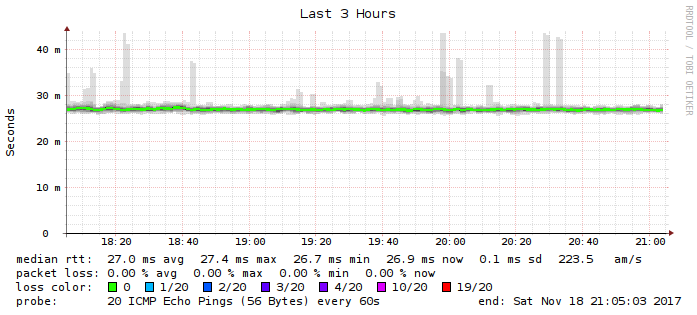 Last 3 Hours
RRDTOOL / TOBI OETIKER
Seconds
40 m
30 m
20 m
10 m
0
18:20 18:40 19:00 19:20 19:40 20:00 20:20 20:40 21:00
median rtt: 27.0 ms avg 27.4 ms max 26.7 ms min 26.9 ms now 0.1 ms sd 223.5 am/s
packet loss: 0.00 % avg 0.00 % max 0.00 % min 0.00 % now
loss color: 0 1/20 2/20 3/20 4/20 10/20 19/20
probe: 20 ICMP Echo Pings (56 Bytes) every 60s end: Sat Nov 18 21:05:03 2017